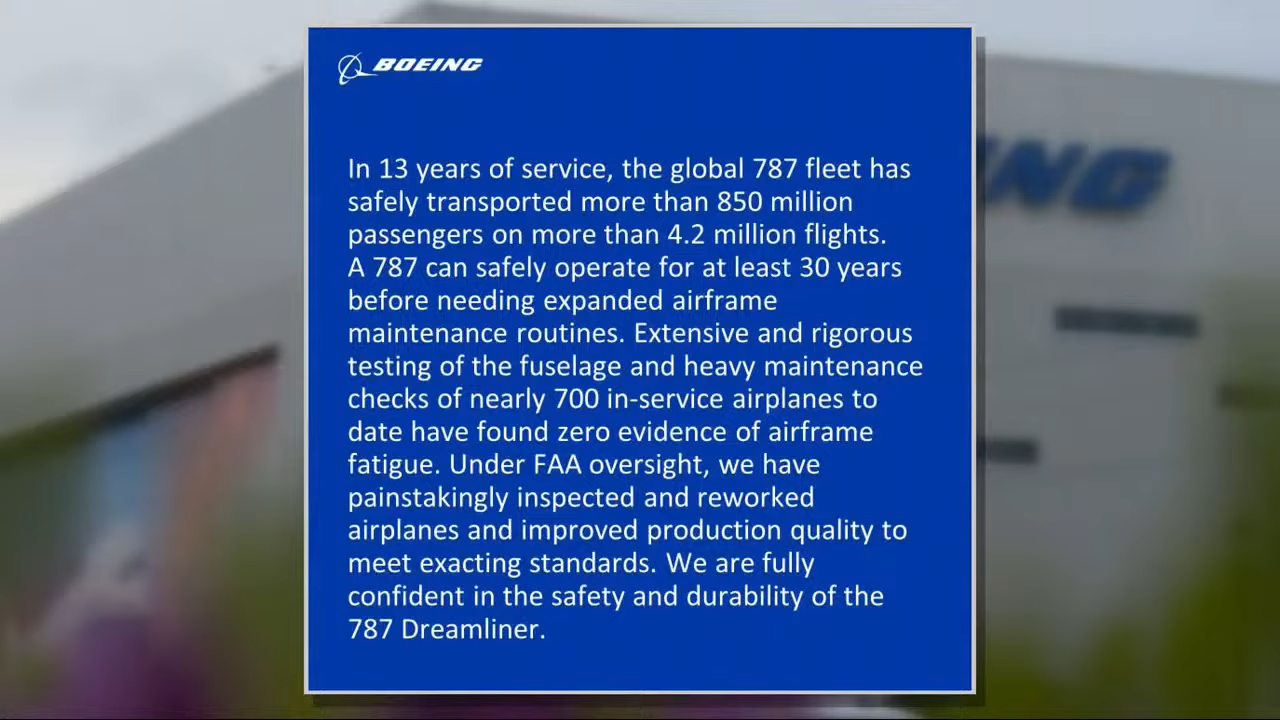 BOEING
In 13 years of service, the global 787 fleet has
safely transported more than 850 million
passengers on more than 4.2 million flights.
A 787 can safely operate for at least 30 years
before needing expanded airframe
maintenance routines. Extensive and rigorous
testing of the fuselage and heavy maintenance
checks of nearly 700 in-service airplanes to
date have found zero evidence of airframe
fatigue. Under FAA oversight, we have
painstakingly inspected and reworked
airplanes and improved production quality to
meet exacting standards. We are fully
confident in the safety and durability of the
787 Dreamliner.
ING